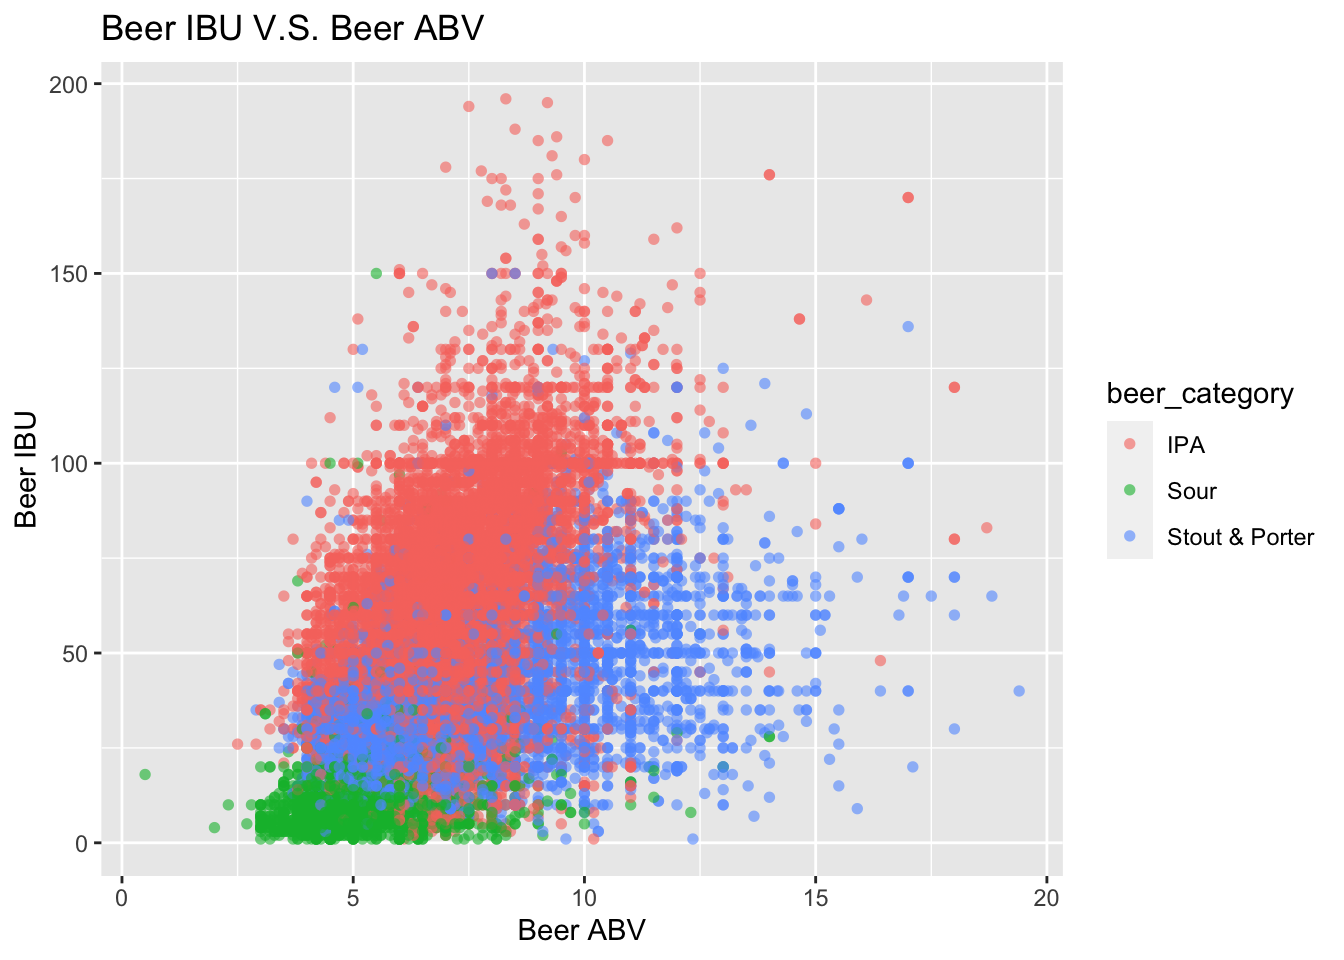 Beer IBU V.S. Beer ABV
200
150
100
50
0
Beer IBU
0
5
10
15
20
Beer ABV
beer_category
IPA
Sour
Stout & Porter